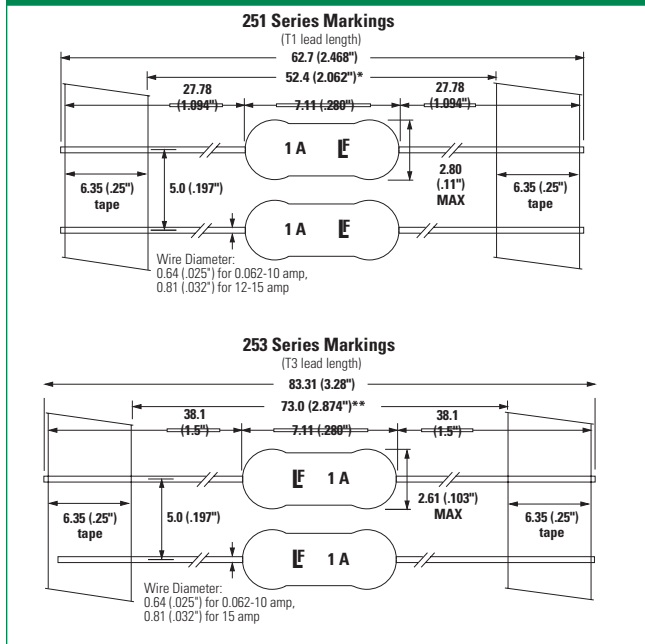 251 Series Markings
(T1 lead length)
62.7 (2.468")
52.4 (2.062")*
27.78
(1.094")
7.11 (.280")
27.78
(1.094")
1 A LF
6.35 (.25")
tape
5.0 (.197")
2.80
(.11")
MAX
6.35 (.25")
tape
1 A LF
Wire Diameter:
0.64 (.025") for 0.062-10 amp,
0.81 (.032") for 12-15 amp
253 Series Markings
(T3 lead length)
83.31 (3.28")
73.0 (2.874")**
38.1
(1.5")
7.11 (.280")
38.1
(1.5")
LF 1 A
6.35 (.25")
tape
5.0 (.197")
2.61 (.103")
MAX
6.35 (.25")
tape
LF 1 A
Wire Diameter:
0.64 (.025") for 0.062-10 amp,
0.81 (.032") for 15 amp